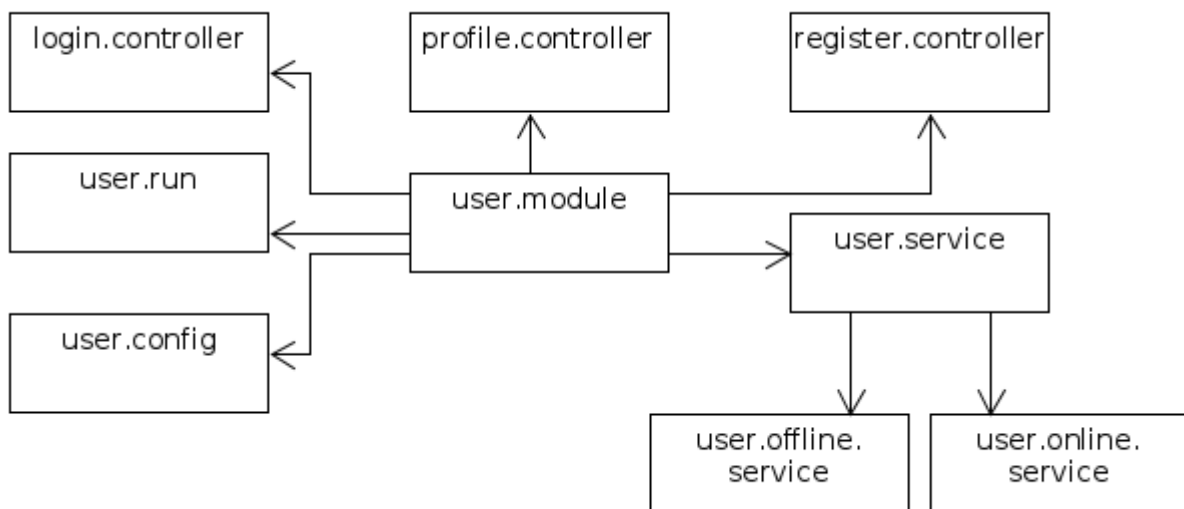 login.controller
profile.controller
register.controller
user.run
user.module
user.service
user.config
user.offline.
service
user.online.
service